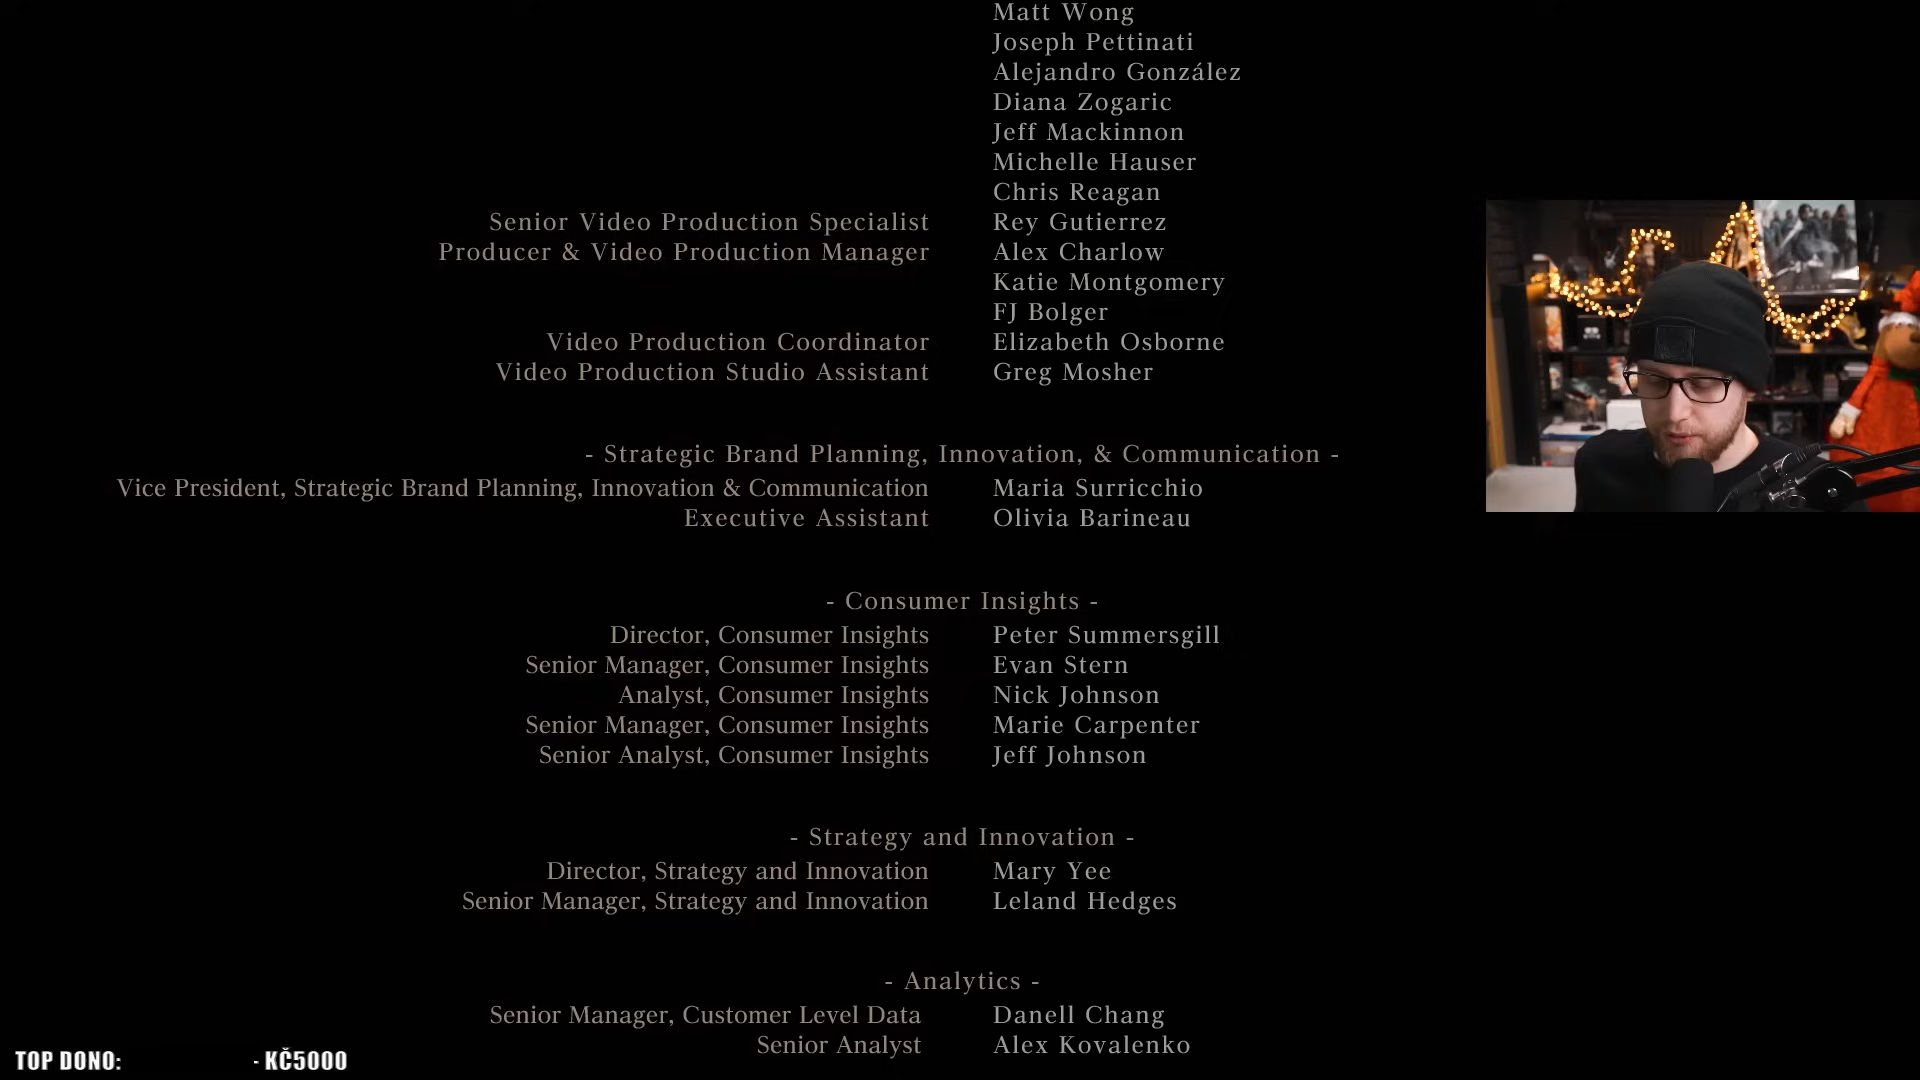 Matt Wong
Joseph Pettinati
Alejandro González
Diana Zogaric
Jeff Mackinnon
Michelle Hauser
Chris Reagan
Senior Video Production Specialist Rey Gutierrez
Producer & Video Production Manager Alex Charlow
Katie Montgomery
FJ Bolger
Video Production Coordinator Elizabeth Osborne
Video Production Studio Assistant Greg Mosher
- Strategic Brand Planning, Innovation, & Communication -
Vice President, Strategic Brand Planning, Innovation & Communication Maria Surricchio
Executive Assistant Olivia Barineau
- Consumer Insights -
Director, Consumer Insights Peter Summersgill
Senior Manager, Consumer Insights Evan Stern
Analyst, Consumer Insights Nick Johnson
Senior Manager, Consumer Insights Marie Carpenter
Senior Analyst, Consumer Insights Jeff Johnson
- Strategy and Innovation -
Director, Strategy and Innovation Mary Yee
Senior Manager, Strategy and Innovation Leland Hedges
- Analytics -
Senior Manager, Customer Level Data Danell Chang
Senior Analyst Alex Kovalenko
TOP DONO: - KČ5000